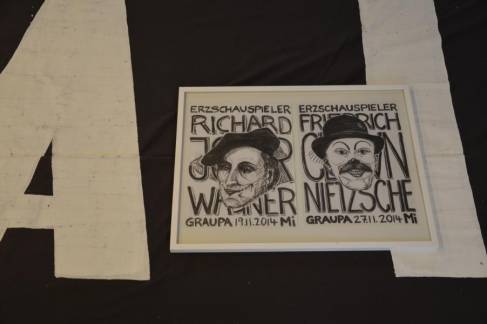 A
ERZSCHAUSPIELER
RICHARD
WAGNER
GRAUPA 19.11.2014 Mi
ERZSCHAUSPIELER
FRIEDRICH
NIETZSCHE
GRAUPA 27.11.2014 Mi